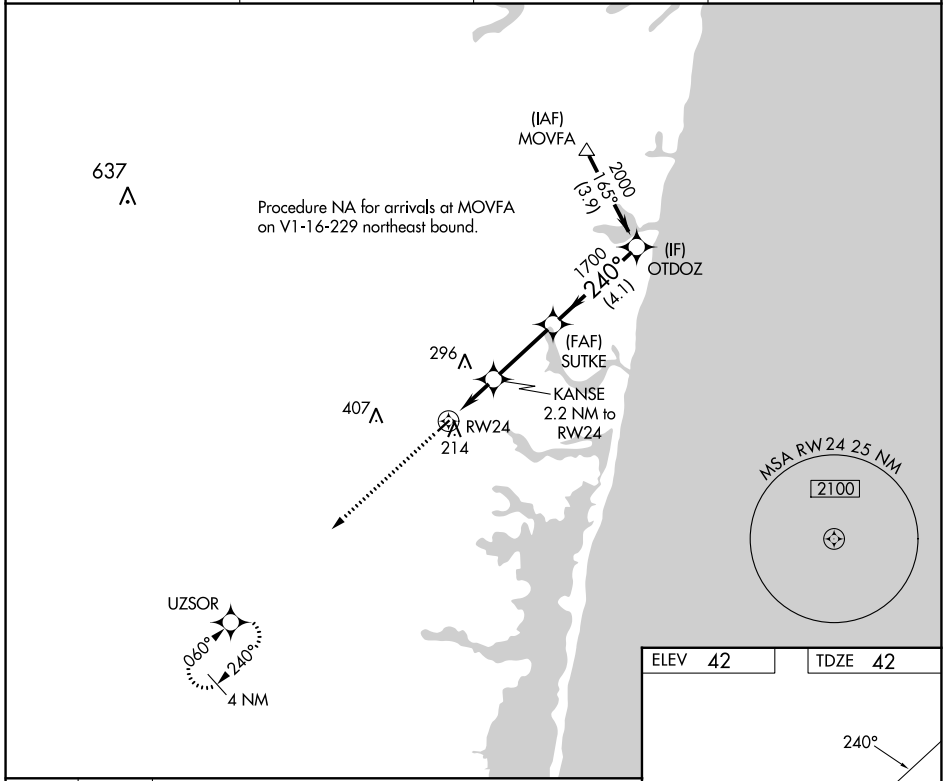 (IAF)
MOVFA
2000
165°
(3.9)
637
Procedure NA for arrivals at MOVFA
on V1-16-229 northeast bound.
(IF)
OTDOZ
1700
240°
(4.1)
(FAF)
SUTKE
296
KANSE
2.2 NM to
RW24
407
RW24
214
MSA RW24 25 NM
2100
UZSOR
060°
240°
4 NM
ELEV 42
TDZE 42
240°